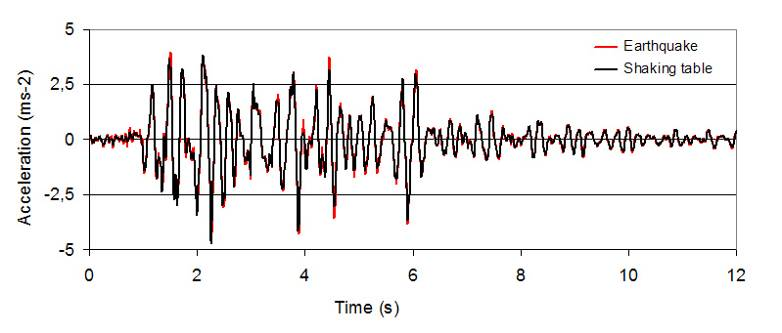 5
Earthquake
Shaking table
2.5
0
-2.5
-5
0 2 4 6 8 10 12
Acceleration (ms-2)
Time (s)